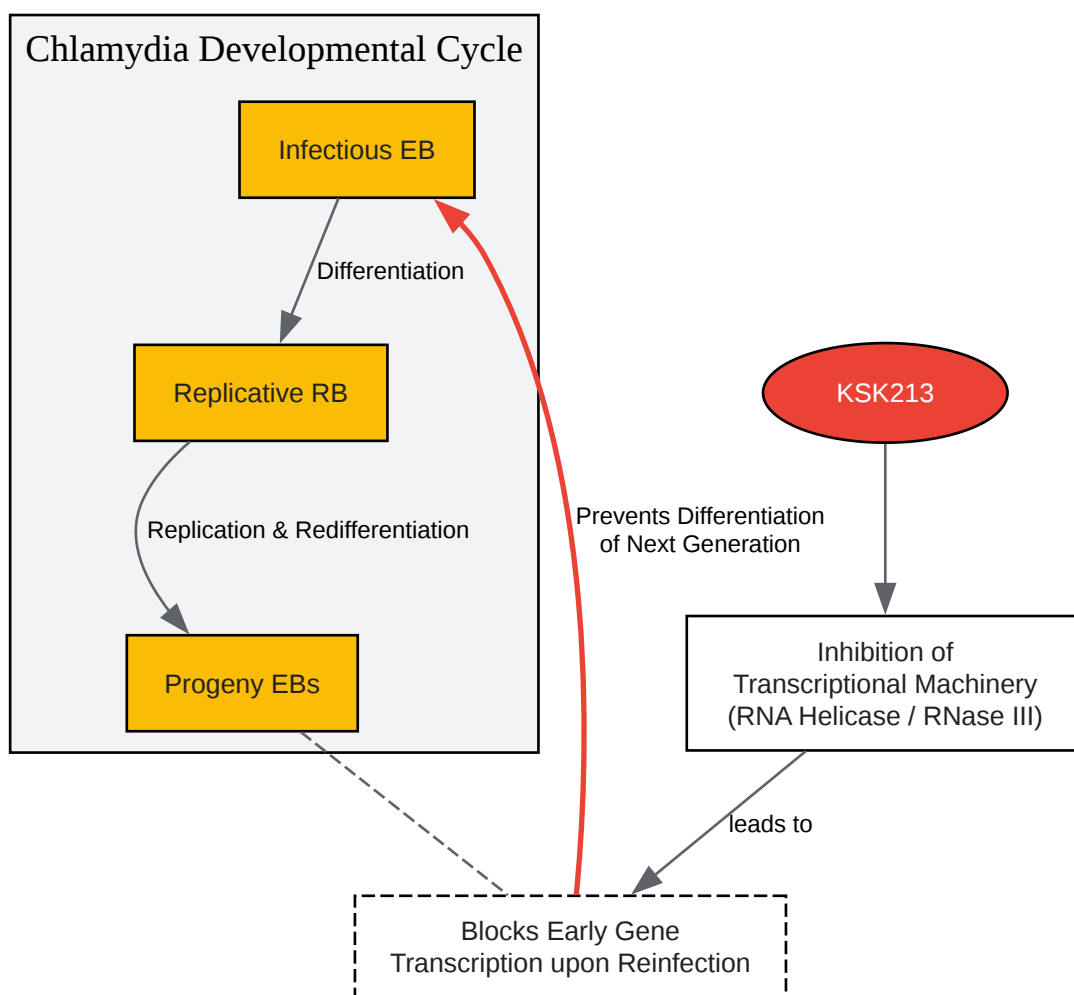 Chlamydia Developmental Cycle
Infectious EB
Differentiation
Replicative RB
KSK213
Replication & Redifferentiation
Prevents Differentiation
of Next Generation
Progeny EBs
Inhibition of
Transcriptional Machinery
(RNA Helicase / RNase III)
leads to
Blocks Early Gene
Transcription upon Reinfection